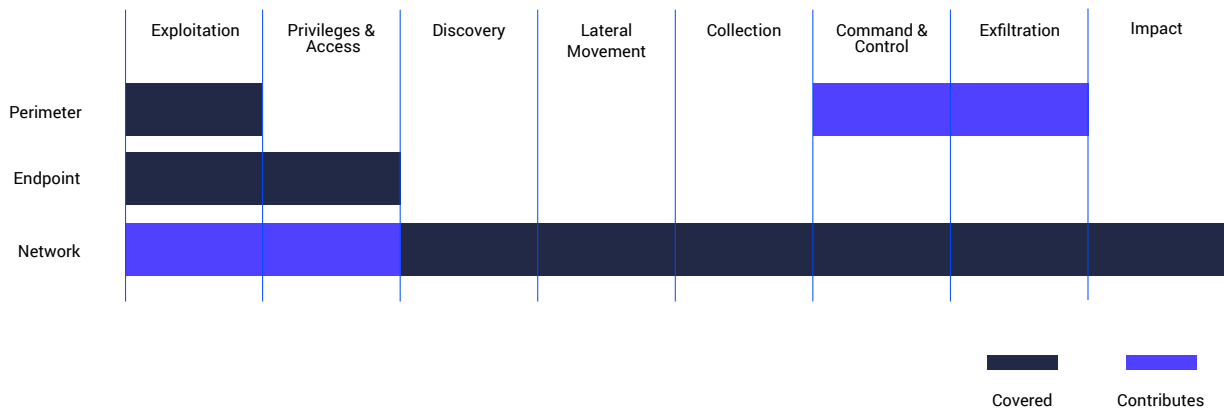 Exploitation
Privileges &
Access
Discovery
Lateral
Movement
Collection
Command &
Control
Exfiltration
Impact
Perimeter
Endpoint
Network
Covered
Contributes